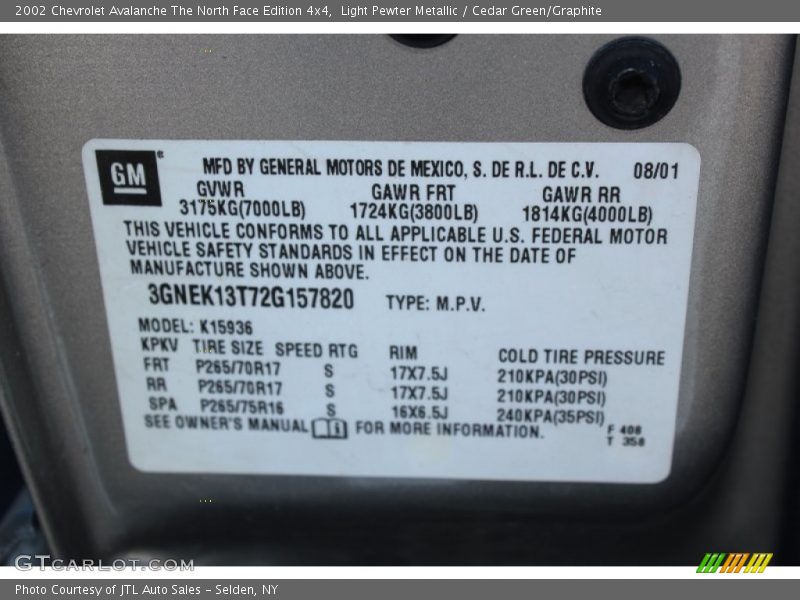 2002 Chevrolet Avalanche The North Face Edition 4x4,  Light Pewter Metallic / Cedar Green/Graphite
GM®
MFD BY GENERAL MOTORS DE MEXICO, S. DE R.L. DE C.V. 08/01
GVWR GAWR FRT GAWR RR
3175KG(7000LB) 1724KG(3800LB) 1814KG(4000LB)
THIS VEHICLE CONFORMS TO ALL APPLICABLE U.S. FEDERAL MOTOR
VEHICLE SAFETY STANDARDS IN EFFECT ON THE DATE OF
MANUFACTURE SHOWN ABOVE.
3GNEK13T72G157820 TYPE: M.P.V.
MODEL: K15936
KPKV TIRE SIZE SPEED RTG RIM COLD TIRE PRESSURE
FRT P265/70R17 S 17X7.5J 210KPA(30PSI)
RR P265/70R17 S 17X7.5J 210KPA(30PSI)
SPA P265/75R16 S 16X6.5J 240KPA(35PSI)
SEE OWNER'S MANUAL FOR MORE INFORMATION.
F 408
T 358
GTCARLOT.COM
Photo Courtesy of JTL Auto Sales – Selden, NY